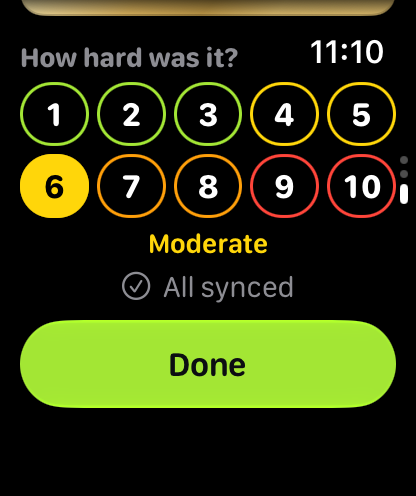 How hard was it? 11:10
1 2 3 4 5
6 7 8 9 10
Moderate
All synced
Done